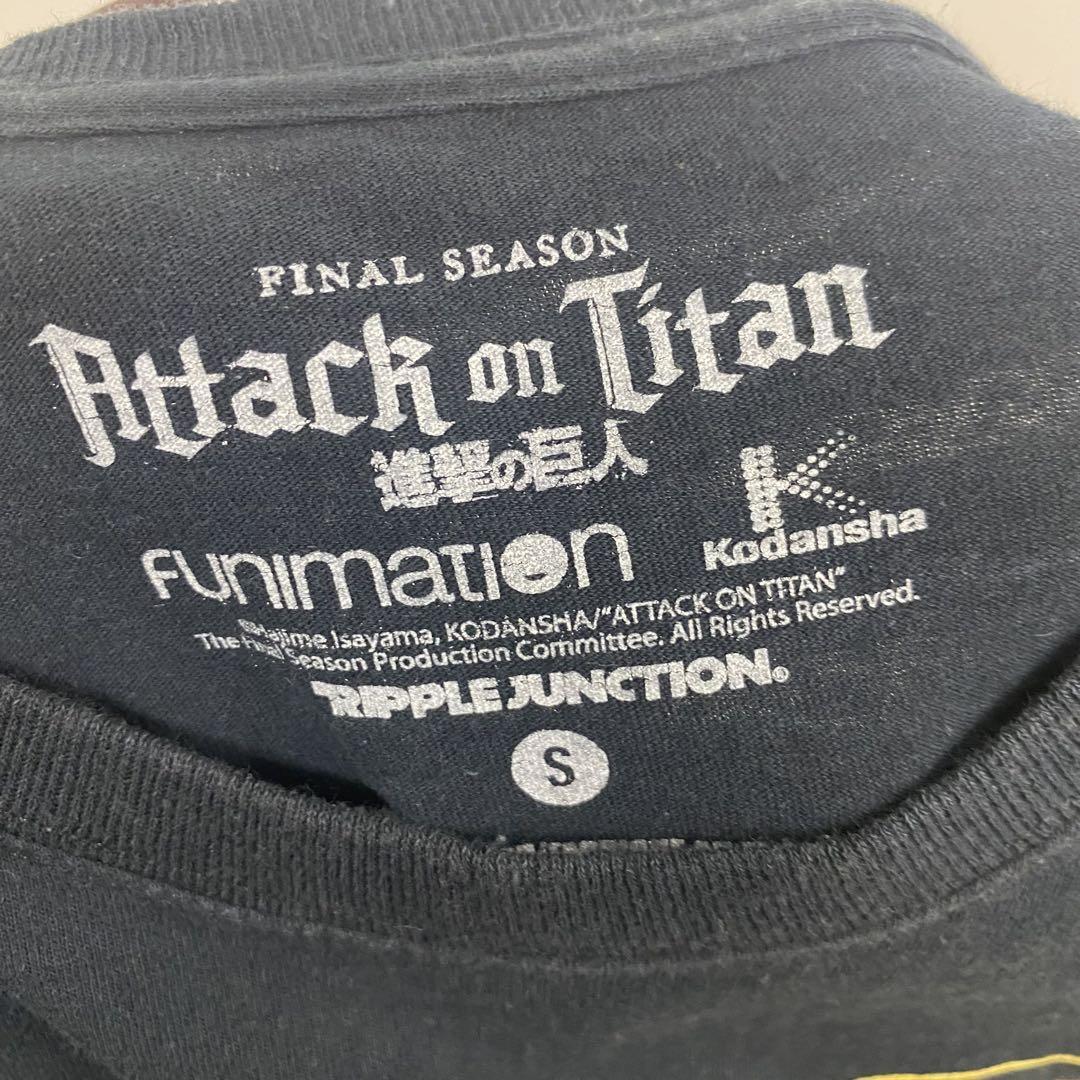 FINAL SEASON
Attack on Titan
進撃の巨人
K
FUNIMATION
Kodansha
©Hajime Isayama, KODANSHA/"ATTACK ON TITAN"
The Final Season Production Committee. All Rights Reserved.
RIPPLE JUNCTION®
S